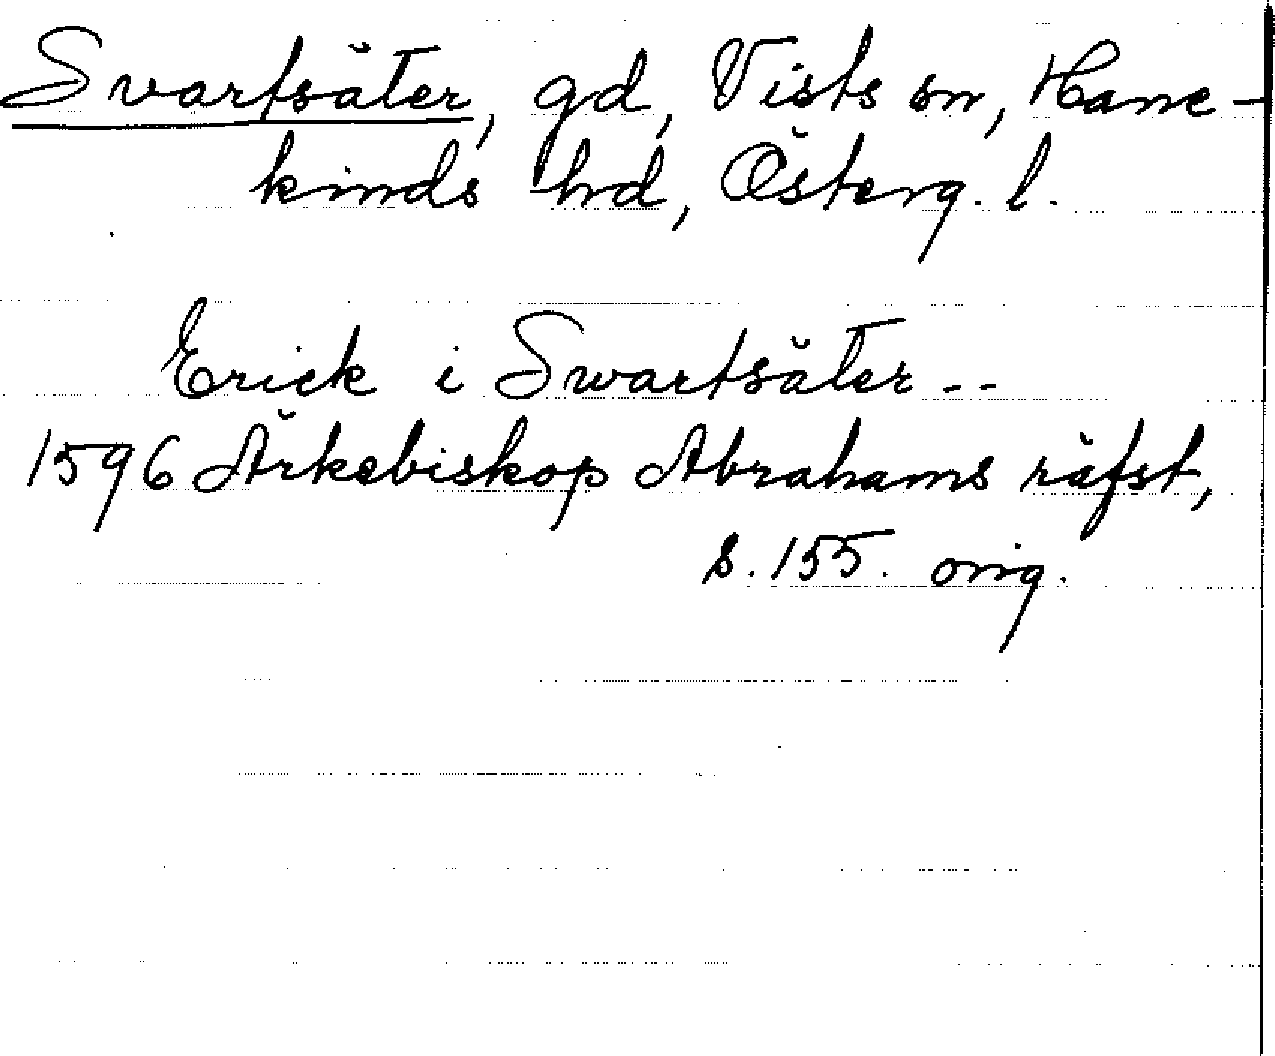 Svartsäter, gd, Vists sn, Hane-
kinds hd, Österg. l.
Erick i Swartsäter --
1596 Ärkebiskop Abrahams räfst,
s. 155. orig.